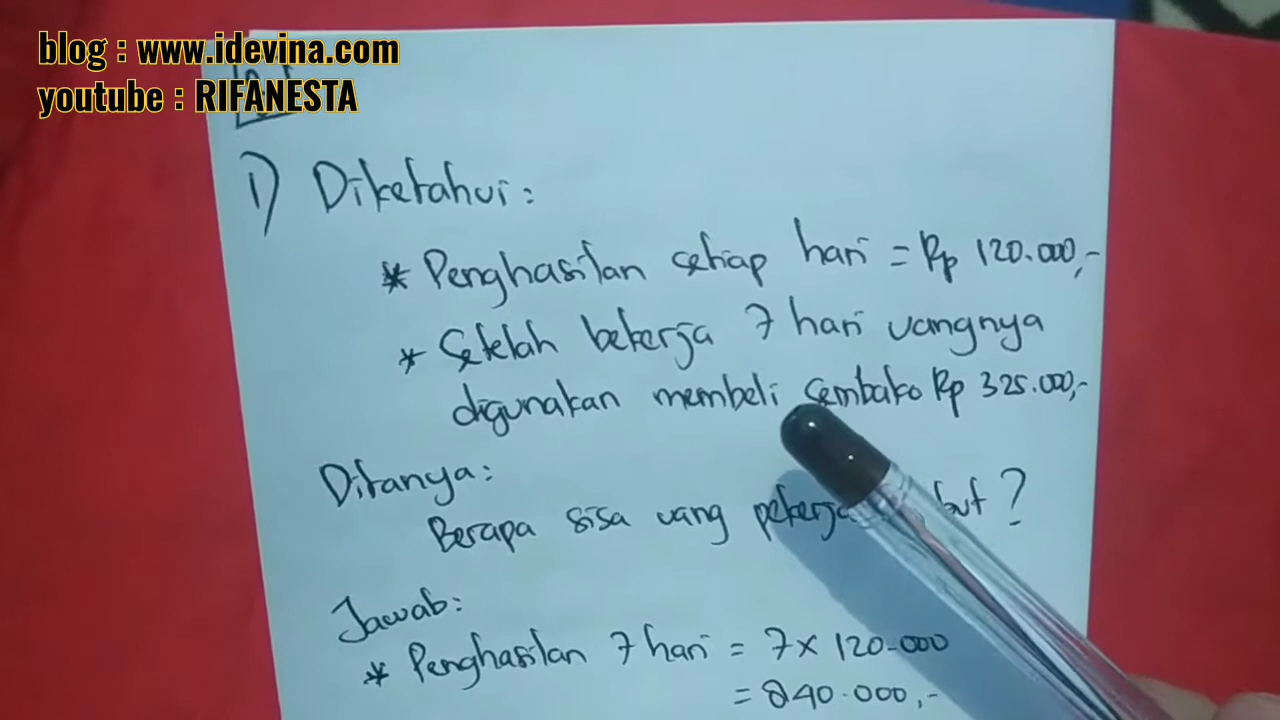 blog : www.idevina.com
youtube : RIFANESTA
1) Diketahui:
* Penghasilan setiap hari = Rp 120.000,-
* Setelah bekerja 7 hari uangnya
digunakan membeli sembako Rp 325.000,-
Ditanya:
Berapa sisa uang pekerja but ?
Jawab:
* Penghasilan 7 hari = 7 x 120.000
= 840.000,-